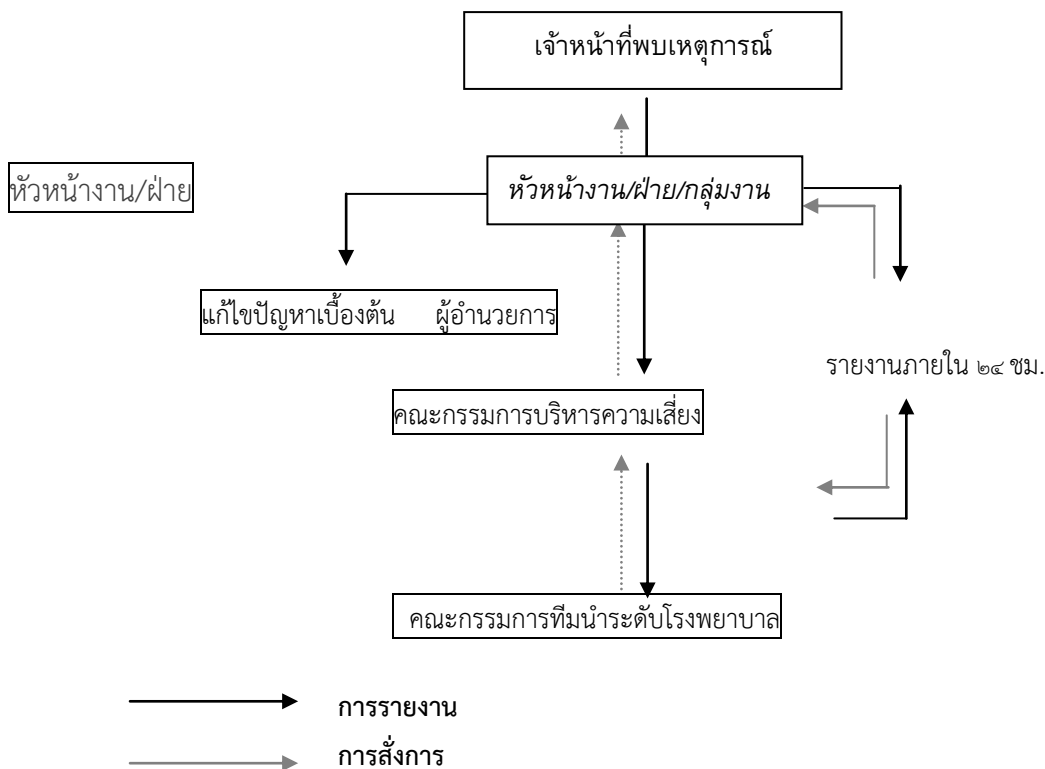 เจ้าหน้าที่พบเหตุการณ์
หัวหน้างาน/ฝ่าย
หัวหน้างาน/ฝ่าย/กลุ่มงาน
แก้ไขปัญหาเบื้องต้น ผู้อำนวยการ
รายงานภายใน ๒๔ ชม.
คณะกรรมการบริหารความเสี่ยง
คณะกรรมการทีมนำระดับโรงพยาบาล
การรายงาน
การสั่งการ